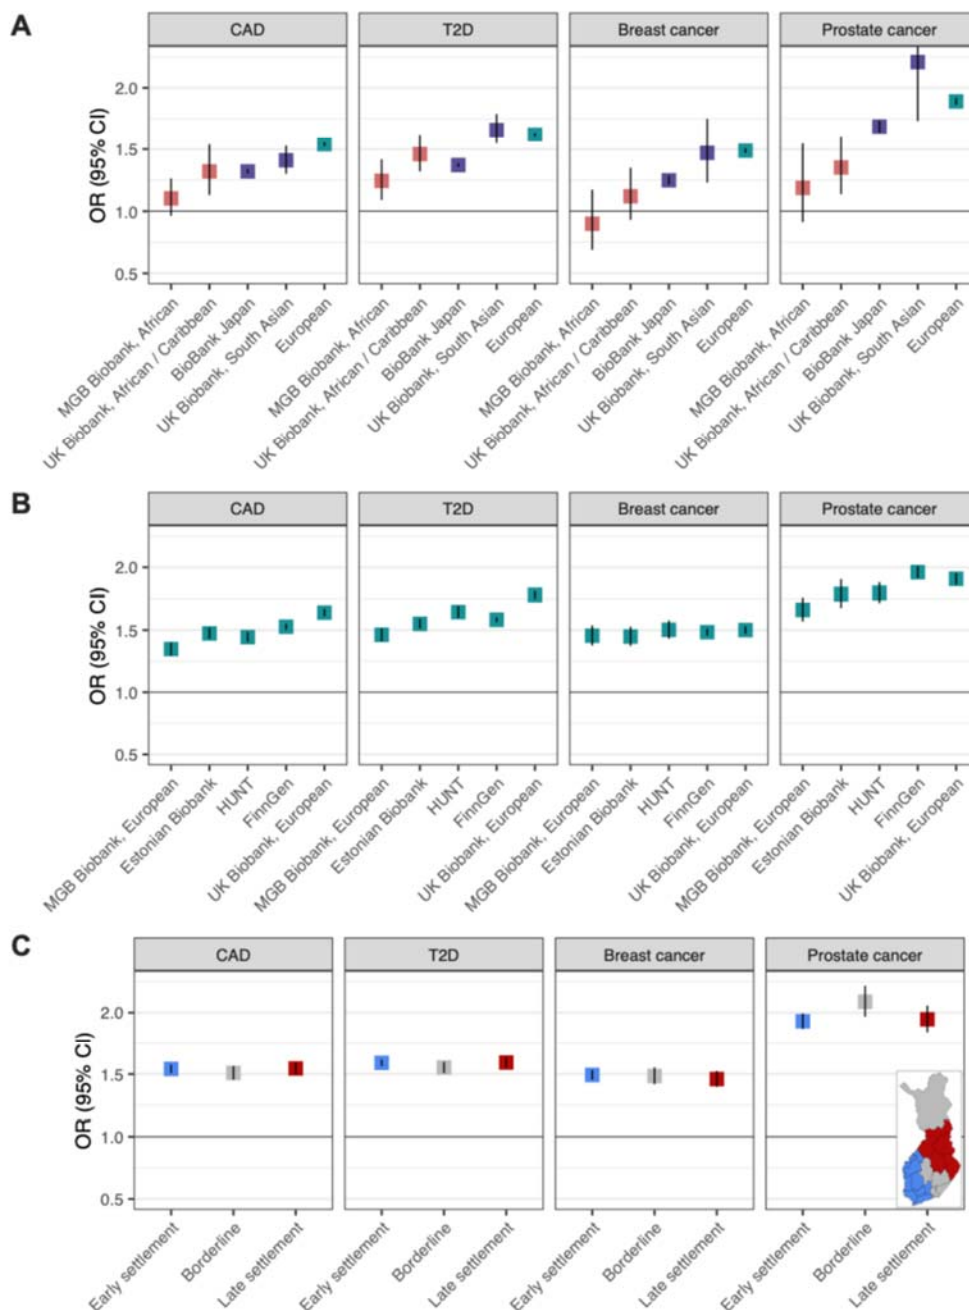 A
CAD T2D Breast cancer Prostate cancer
OR (95% CI)
2.0
1.5
1.0
0.5
MGB Biobank, African
UK Biobank, African / Caribbean
BioBank Japan
UK Biobank, South Asian
European
MGB Biobank, African
UK Biobank, African / Caribbean
BioBank Japan
UK Biobank, South Asian
European
MGB Biobank, African
UK Biobank, African / Caribbean
BioBank Japan
UK Biobank, South Asian
European
MGB Biobank, African
UK Biobank, African / Caribbean
BioBank Japan
UK Biobank, South Asian
European
B
CAD T2D Breast cancer Prostate cancer
OR (95% CI)
2.0
1.5
1.0
0.5
MGB Biobank, European
Estonian Biobank
HUNT
FinnGen
UK Biobank, European
MGB Biobank, European
Estonian Biobank
HUNT
FinnGen
UK Biobank, European
MGB Biobank, European
Estonian Biobank
HUNT
FinnGen
UK Biobank, European
MGB Biobank, European
Estonian Biobank
HUNT
FinnGen
UK Biobank, European
C
CAD T2D Breast cancer Prostate cancer
OR (95% CI)
2.0
1.5
1.0
0.5
Early settlement
Borderline
Late settlement
Early settlement
Borderline
Late settlement
Early settlement
Borderline
Late settlement
Early settlement
Borderline
Late settlement